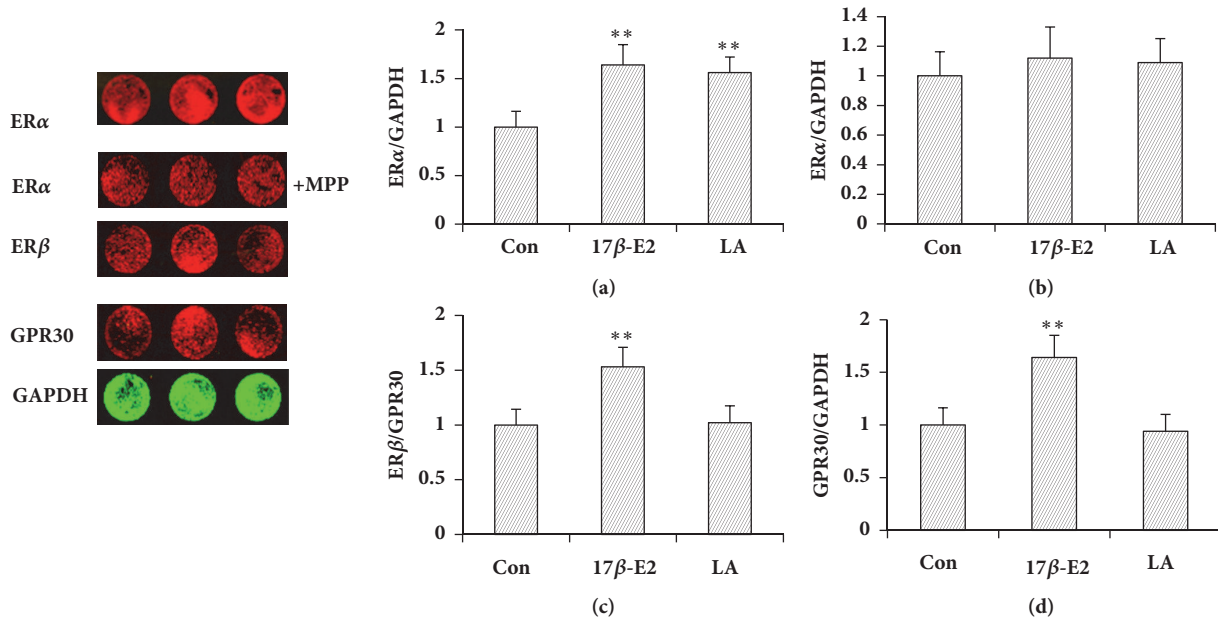 ERα
ERα +MPP
ERβ
GPR30
GAPDH
2
1.5
1
0.5
0
ERα/GAPDH
** **
Con 17β-E2 LA
(a)
1.4
1.2
1
0.8
0.6
0.4
0.2
0
ERα/GAPDH
Con 17β-E2 LA
(b)
2
1.5
1
0.5
0
ERβ/GPR30
**
Con 17β-E2 LA
(c)
2
1.5
1
0.5
0
GPR30/GAPDH
**
Con 17β-E2 LA
(d)